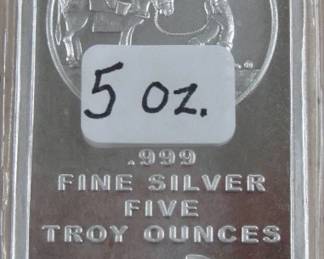 5 oz.
.999
FINE SILVER
FIVE
TROY OUNCES